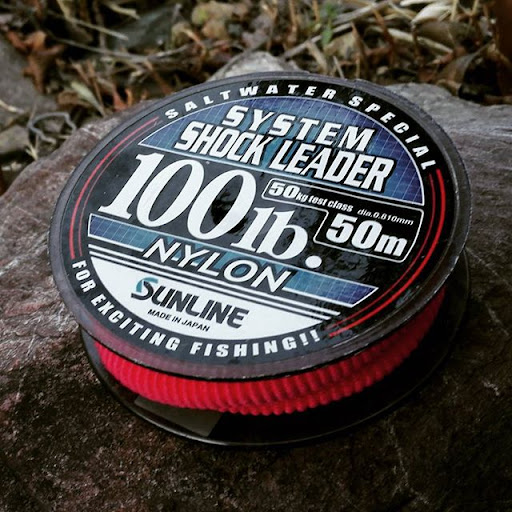 SALTWATER SPECIAL
SYSTEM
SHOCK LEADER
100lb.
50kg test class dia.0.810mm
50m
NYLON
SUNLINE
MADE IN JAPAN
FOR EXCITING FISHING!!